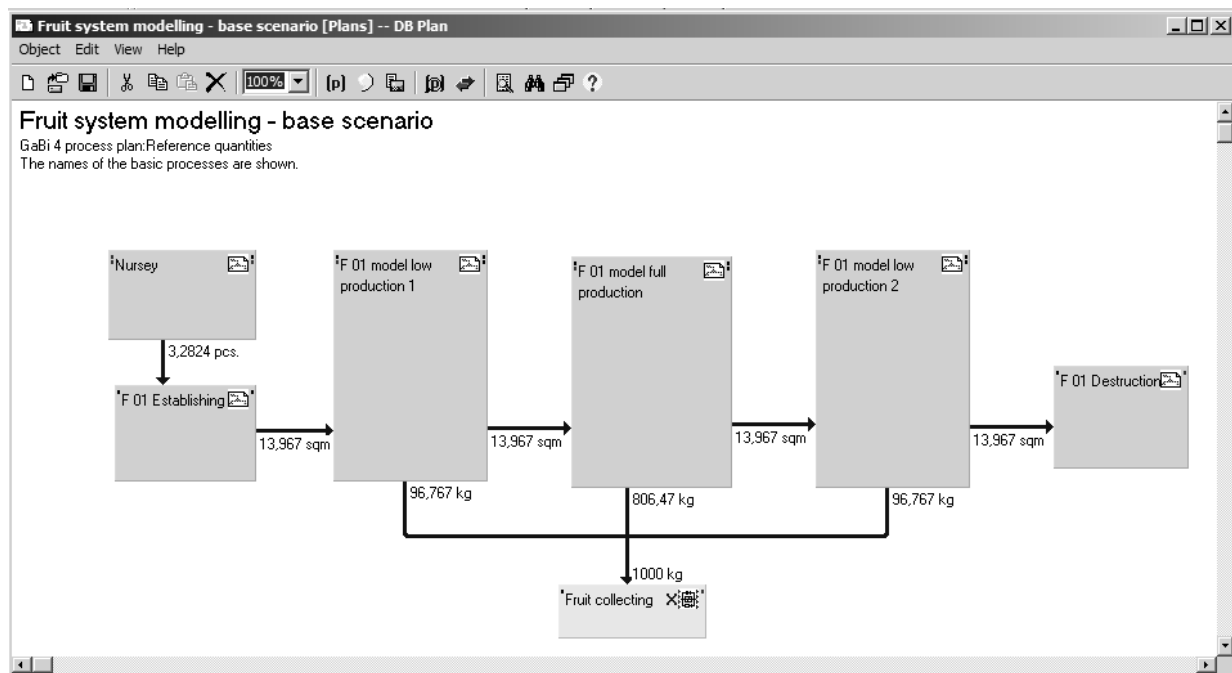 Fruit system modelling - base scenario [Plans] -- DB Plan
Object Edit View Help
100%
(p)
(p)
?
Fruit system modelling - base scenario
GaBi 4 process plan:Reference quantities
The names of the basic processes are shown.
Nursey
F 01 model low
production 1
F 01 model full
production
F 01 model low
production 2
3,2824 pcs.
F 01 Establishing
F 01 Destruction
13,967 sqm
13,967 sqm
13,967 sqm
13,967 sqm
96,767 kg
806,47 kg
96,767 kg
1000 kg
Fruit collecting